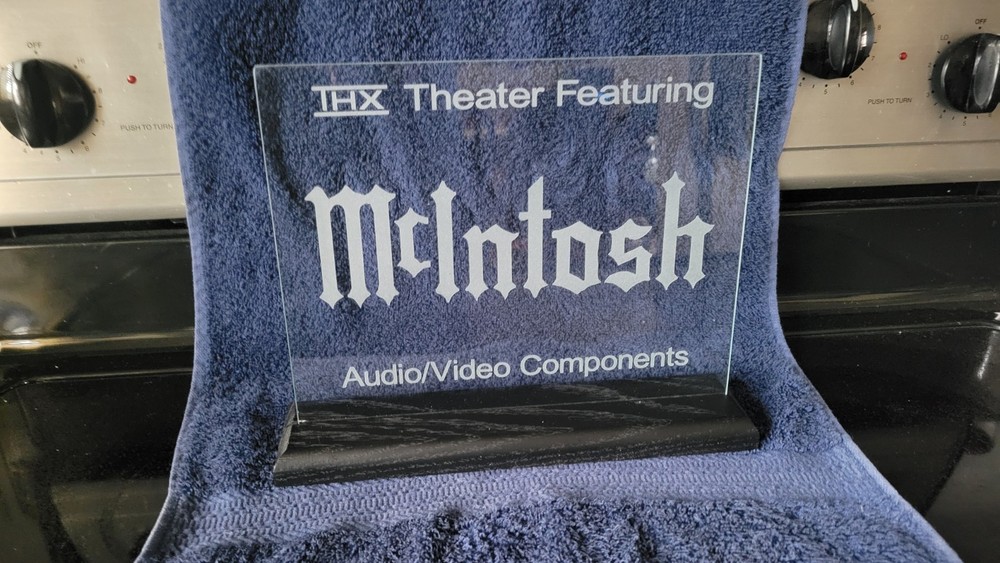 THX Theater Featuring
McIntosh
Audio/Video Components
OFF
PUSH TO TURN
PUSH TO TURN
OFF
LO